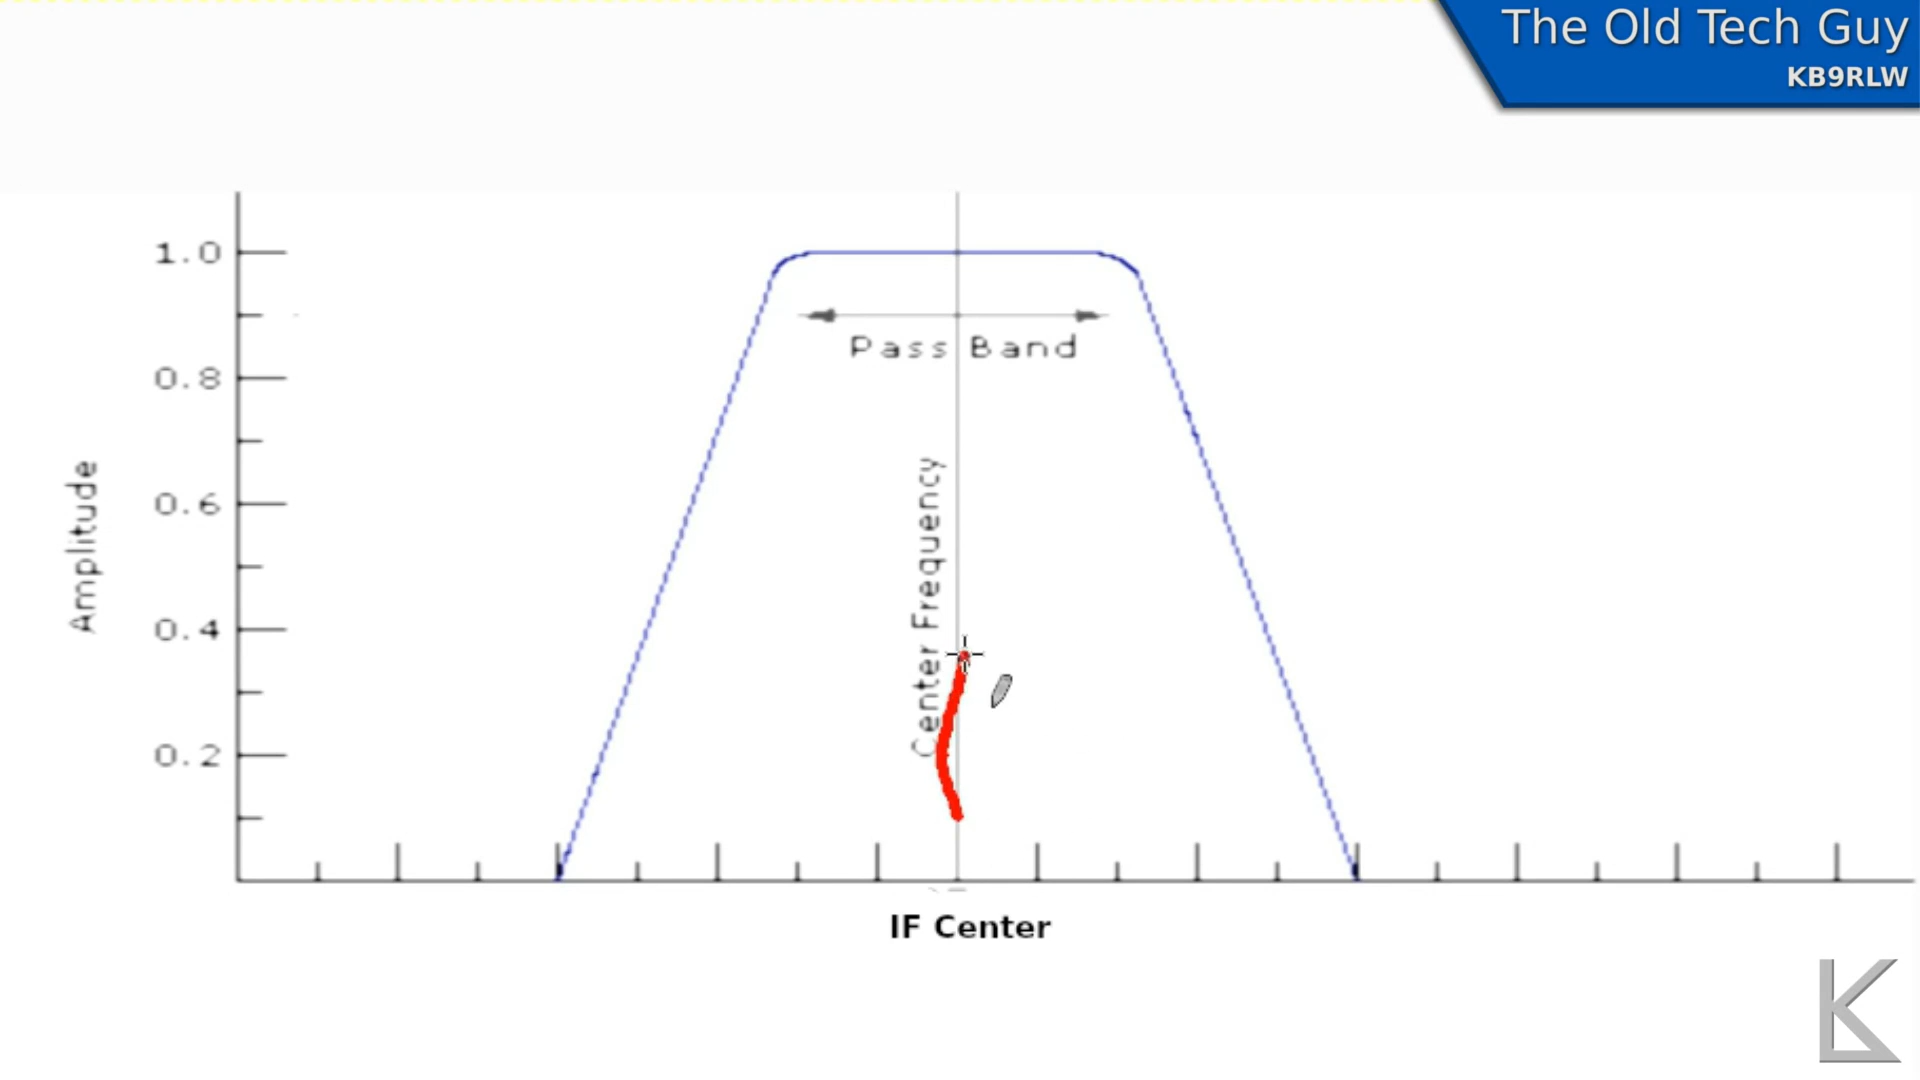 The Old Tech Guy
KB9RLW
1.0
Pass Band
0.8
0.6
Amplitude
Center Frequency
0.4
0.2
IF Center
K